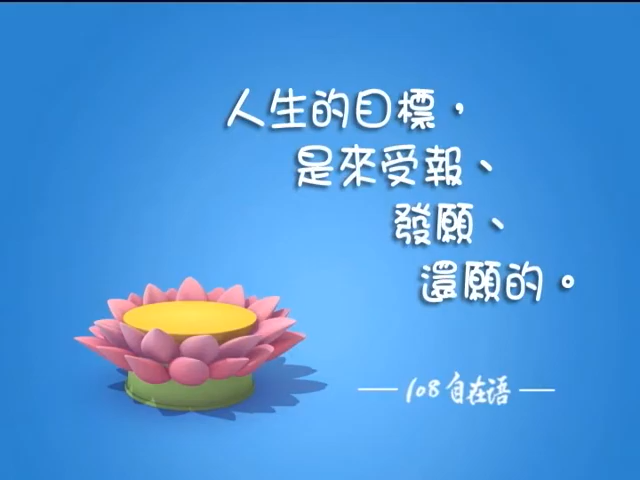 人生的目標，
是來受報、
發願、
還願的。
—108自在语—